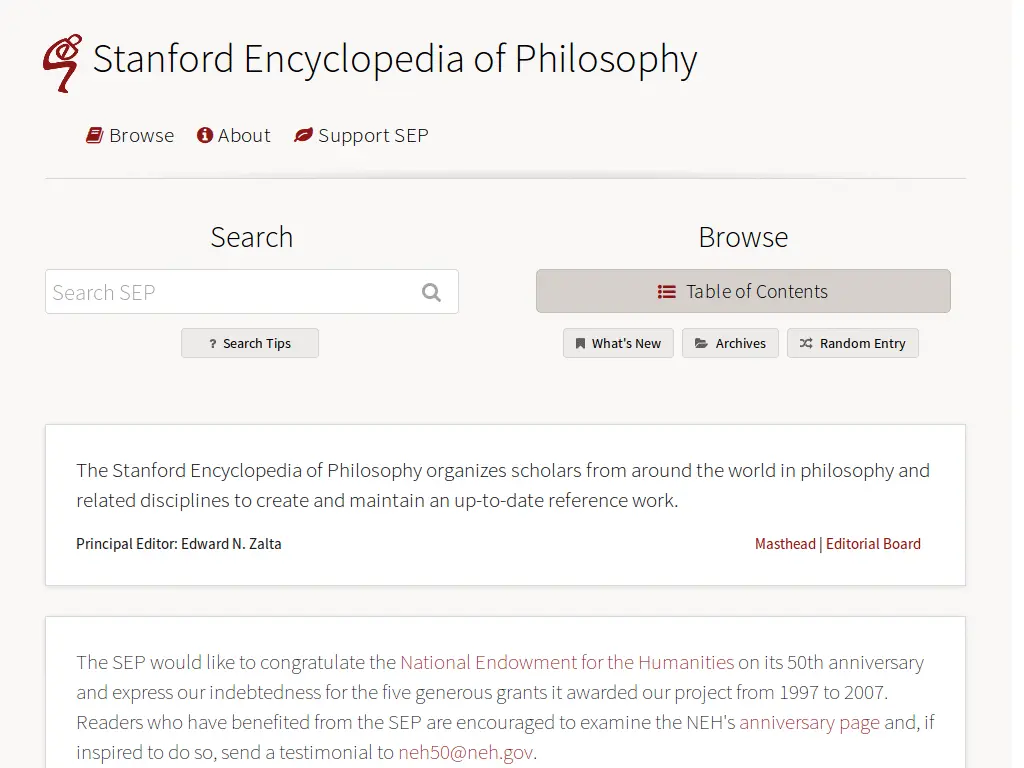 Stanford Encyclopedia of Philosophy
Browse About Support SEP
Search
Search SEP
? Search Tips
Browse
Table of Contents
What's New Archives Random Entry
The Stanford Encyclopedia of Philosophy organizes scholars from around the world in philosophy and
related disciplines to create and maintain an up-to-date reference work.
Principal Editor: Edward N. Zalta
Masthead | Editorial Board
The SEP would like to congratulate the National Endowment for the Humanities on its 50th anniversary
and express our indebtedness for the five generous grants it awarded our project from 1997 to 2007.
Readers who have benefited from the SEP are encouraged to examine the NEH's anniversary page and, if
inspired to do so, send a testimonial to neh50@neh.gov.